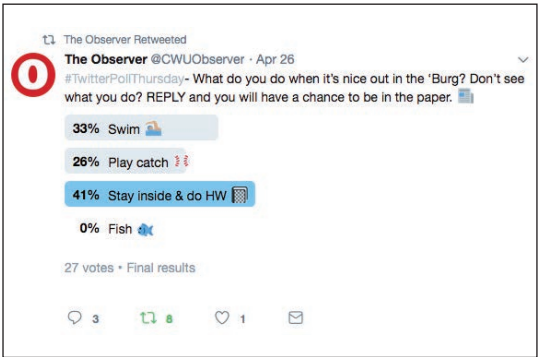 The Observer Retweeted
The Observer @CWUObserver · Apr 26
#TwitterPollThursday- What do you do when it's nice out in the 'Burg? Don't see
what you do? REPLY and you will have a chance to be in the paper.
33% Swim
26% Play catch
41% Stay inside & do HW
0% Fish
27 votes • Final results
3 8 1